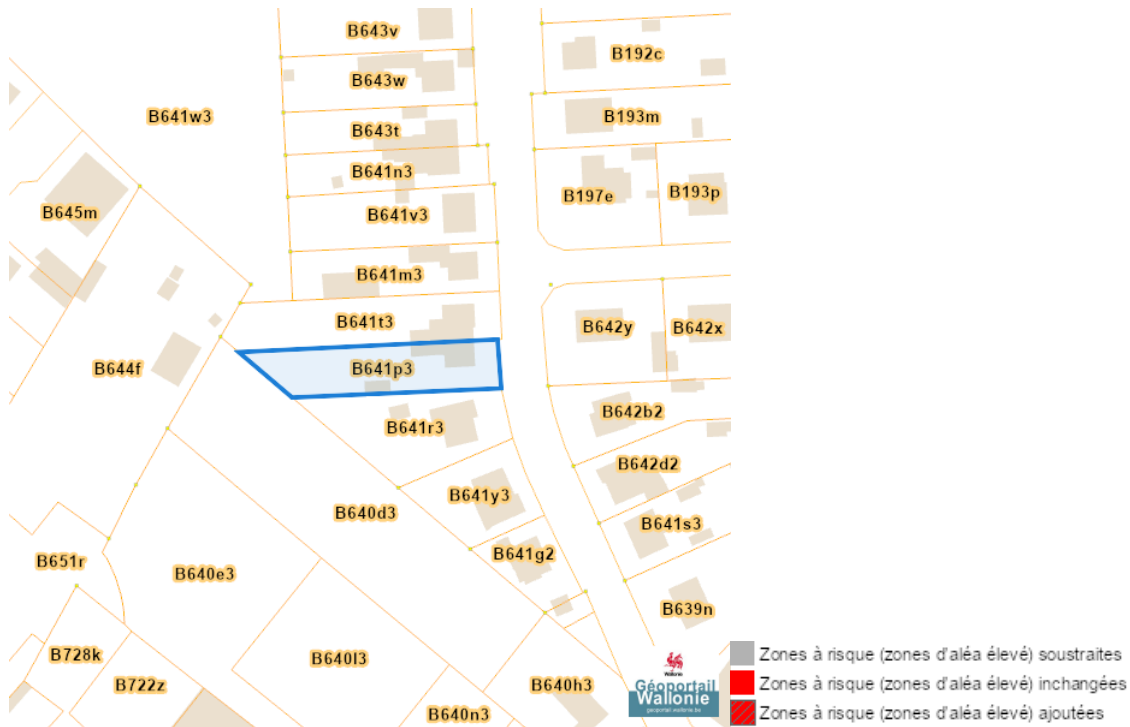 B643v
B192c
B643w
B641w3
B193m
B643t
B641n3
B197e
B193p
B645m
B641v3
B641m3
B641t3
B642y
B642x
B644f
B641p3
B642b2
B641r3
B642d2
B641y3
B640d3
B641s3
B641g2
B651r
B640e3
B639n
B728k
B640l3
B722z
B640h3
B640n3
Wallonie
Géoportail
Wallonie
geoportail.wallonie.be
Zones à risque (zones d'aléa élevé) soustraites
Zones à risque (zones d'aléa élevé) inchangées
Zones à risque (zones d'aléa élevé) ajoutées